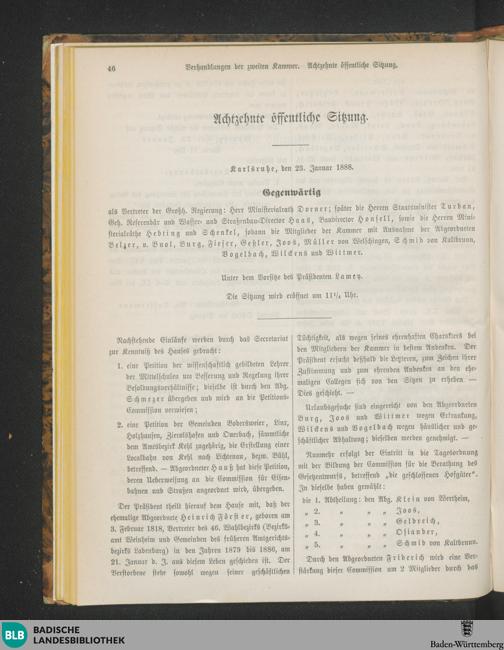 46
Verhandlungen der zweiten Kammer. Achtzehnte öffentliche Sitzung.
Achtzehnte öffentliche Sitzung.
Karlsruhe, den 23. Januar 1888.
Gegenwärtig
als Vertreter der Großh. Regierung: Herr Ministerialrath Dorner; später die Herren Staatsminister Turban,
Geh. Referendär und Wasser- und Straßenbau-Director Haas, Baudirector Honsell, sowie die Herren Mini-
sterialräthe Hebting und Schenkel, sodann die Mitglieder der Kammer mit Ausnahme der Abgeordneten
Belzer, v. Buol, Burg, Fieser, Geßler, Joos, Müller von Welschingen, Schmid von Kaltbrunn,
Vogelbach, Wilckens und Wittmer.
Unter dem Vorsitze des Präsidenten Lamey.
Die Sitzung wird eröffnet um 11¼ Uhr.
Nachstehende Einläufe werden durch das Secretariat
zur Kenntniß des Hauses gebracht:
1. eine Petition der wissenschaftlich gebildeten Lehrer
der Mittelschulen um Besserung und Regelung ihrer
Besoldungsverhältnisse; dieselbe ist durch den Abg.
Schmezer übergeben und wird an die Petitions-
Commission verwiesen;
2. eine Petition der Gemeinden Bodersweier, Linx,
Holzhausen, Zierolshofen und Querbach, sämmtliche
dem Amtsbezirk Kehl zugehörig, die Erstellung einer
Localbahn von Kehl nach Lichtenau, bezw. Bühl,
betreffend. — Abgeordneter Hauß hat diese Petition,
deren Ueberweisung an die Commission für Eisen-
bahnen und Straßen angeordnet wird, übergeben.
Der Präsident theilt hierauf dem Hause mit, daß der
ehemalige Abgeordnete Heinrich Förster, geboren am
3. Februar 1818, Vertreter des 46. Wahlbezirks (Bezirks-
amt Weinheim und Gemeinden des früheren Amtsgerichts-
bezirks Ladenburg) in den Jahren 1879 bis 1886, am
21. Januar d. J. aus diesem Leben geschieden ist. Der
Verstorbene stehe sowohl wegen seiner geschäftlichen
Tüchtigkeit, als wegen seines ehrenhaften Charakters bei
den Mitgliedern der Kammer in bestem Andenken. Der
Präsident ersucht deßhalb die Letzteren, zum Zeichen ihrer
Zustimmung und zum ehrenden Andenken an den ehe-
maligen Collegen sich von den Sitzen zu erheben —
Dies geschieht. —
Urlaubsgesuche sind eingereicht von den Abgeordneten
Burg, Joos und Wittmer wegen Erkrankung,
Wilckens und Vogelbach wegen häuslicher und ge-
schäftlicher Abhaltung; dieselben werden genehmigt. —
Nunmehr erfolgt der Eintritt in die Tagesordnung
mit der Bildung der Commission für die Berathung des
Gesetzentwurfs, betreffend „die geschlossenen Hofgüter".
In dieselbe haben gewählt:
die 1. Abtheilung: den Abg. Klein von Wertheim,
„ 2. „ „ „ Joos,
„ 3. „ „ „ Gelbreich,
„ 4. „ „ „ Osiander,
„ 5. „ „ „ Schmid von Kaltbrunn.
Durch den Abgeordneten Friderich wird eine Ver-
stärkung dieser Commission um 2 Mitglieder durch das
BLB
BADISCHE
LANDESBIBLIOTHEK
Baden-Württemberg